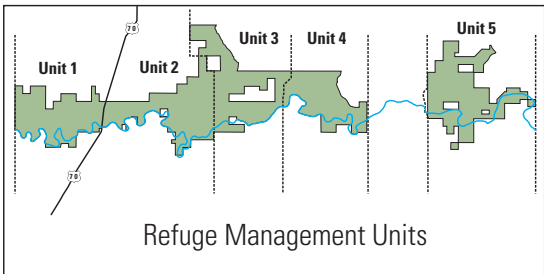 70
Unit 1
Unit 2
Unit 3
Unit 4
Unit 5
70
Refuge Management Units